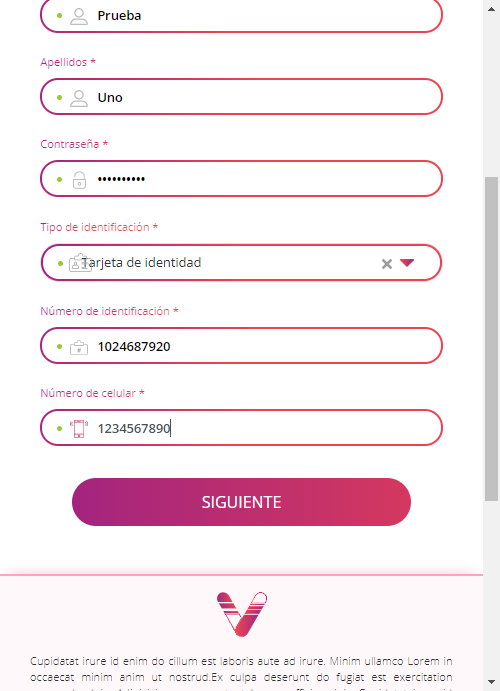 Prueba
Apellidos *
Uno
Contraseña *
••••••••••
Tipo de identificación *
Tarjeta de identidad
Número de identificación *
1024687920
Número de celular *
1234567890
SIGUIENTE
Cupidatat irure id enim do cillum est laboris aute ad irure. Minim ullamco Lorem in
occaecat minim anim ut nostrud.Ex culpa deserunt do fugiat est exercitation